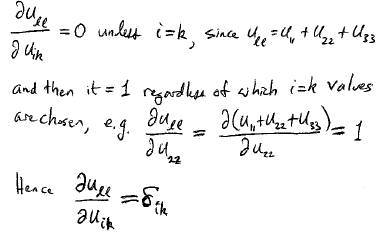 ∂u_ℓℓ / ∂u_ik = 0 unless i=k, since u_ℓℓ = u_11 + u_22 + u_33
and then it = 1 regardless of which i=k values
are chosen, e.g. ∂u_ℓℓ / ∂u_22 = ∂(u_11+u_22+u_33) / ∂u_22 = 1
Hence ∂u_ℓℓ / ∂u_ik = δ_ik